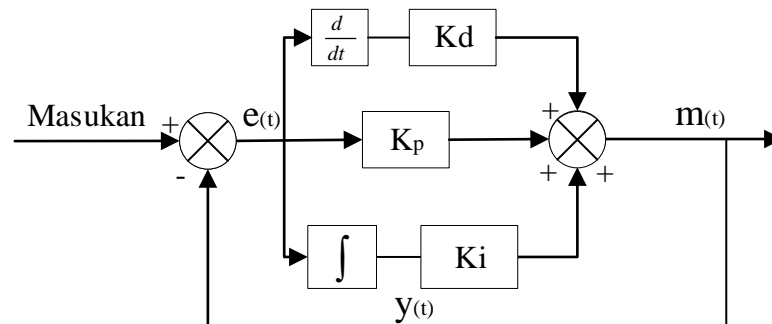 d
dt
Kd
Masukan
+
-
e(t)
Kp
+
+
+
m(t)
∫
Ki
y(t)